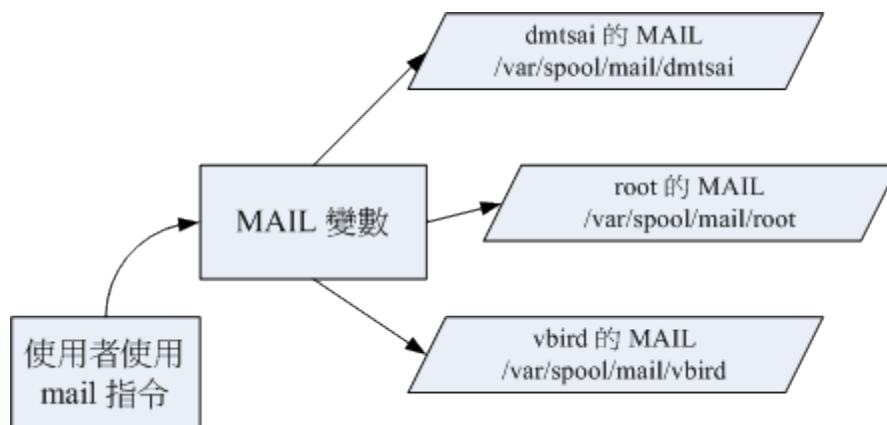 dmtsai 的 MAIL
/var/spool/mail/dmtsai
root 的 MAIL
/var/spool/mail/root
MAIL 變數
vbird 的 MAIL
/var/spool/mail/vbird
使用者使用
mail 指令